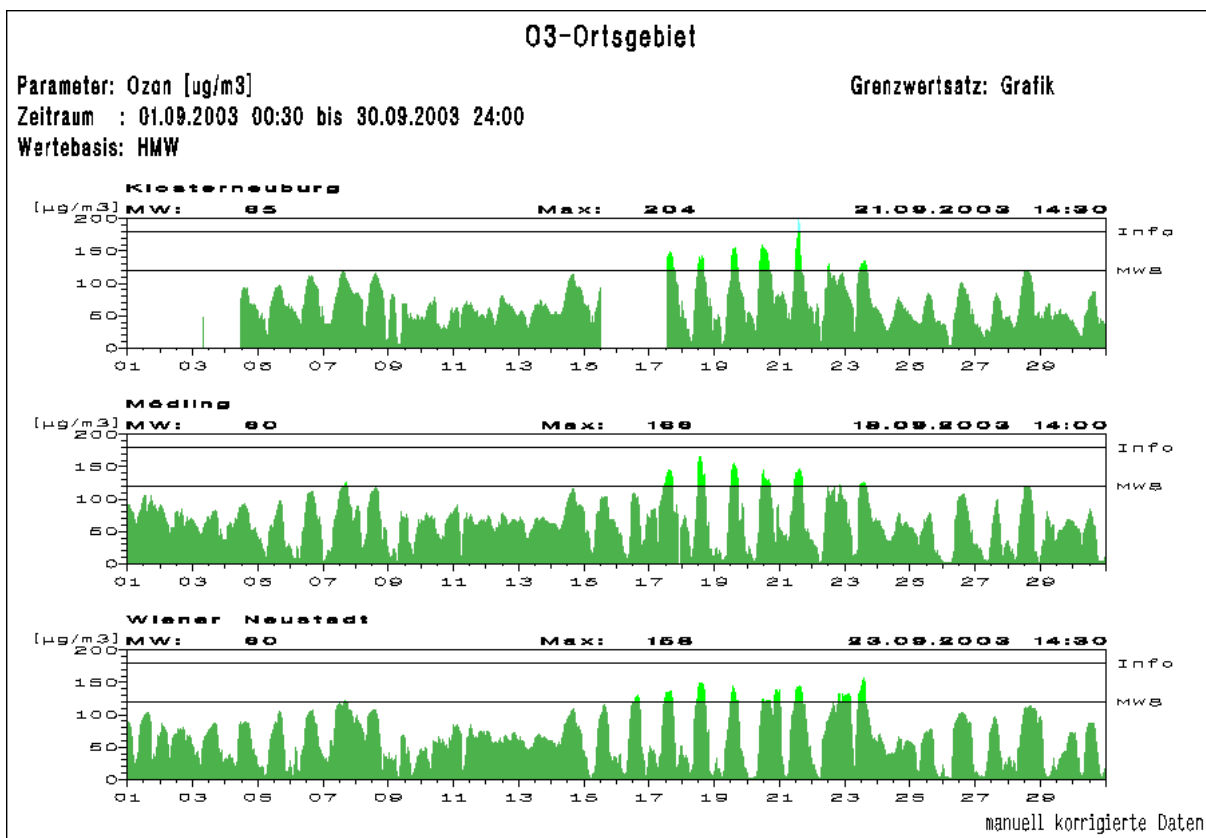 O3-Ortsgebiet
Parameter: Ozon [ug/m3]
Grenzwertsatz: Grafik
Zeitraum : 01.09.2003 00:30 bis 30.09.2003 24:00
Wertebasis: HMW
Klosterneuburg
[µg/m3] MW: 65 Max: 204 21.09.2003 14:30
200
Info
150
MW8
100
50
0
01 03 05 07 09 11 13 15 17 19 21 23 25 27 29
Mödling
[µg/m3] MW: 60 Max: 18.09.2003 14:00
200
Info
150
MW8
100
50
0
01 03 05 07 09 11 13 15 17 19 21 23 25 27 29
Wiener Neustadt
[µg/m3] MW: 60 Max: 158 23.09.2003 14:30
200
Info
150
MW8
100
50
0
01 03 05 07 09 11 13 15 17 19 21 23 25 27 29
manuell korrigierte Daten